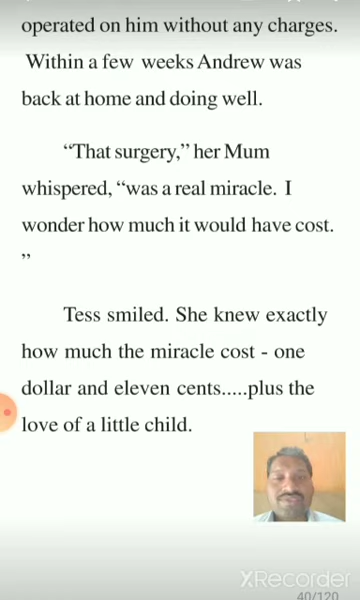 operated on him without any charges.
Within a few weeks Andrew was
back at home and doing well.
“That surgery,” her Mum
whispered, “was a real miracle. I
wonder how much it would have cost.
”
Tess smiled. She knew exactly
how much the miracle cost - one
dollar and eleven cents.....plus the
love of a little child.
XRecorder
40/120